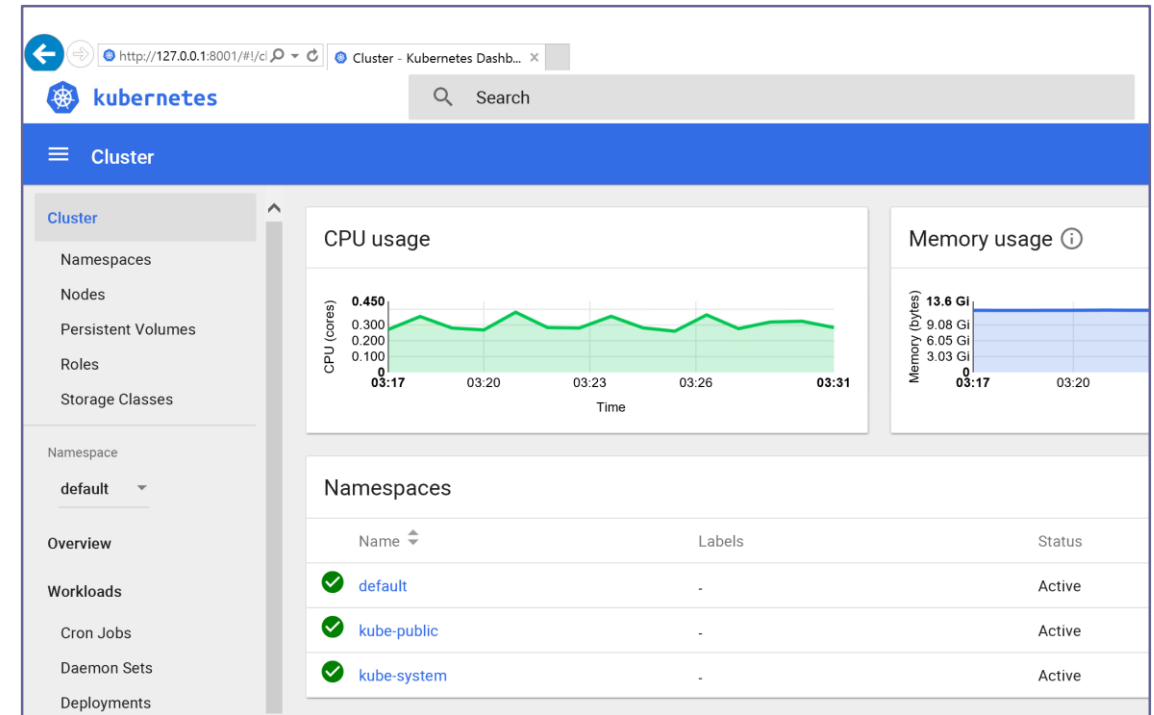 http://127.0.0.1:8001/#!/cl
Cluster - Kubernetes Dashb...
kubernetes
Search
Cluster
Cluster
Namespaces
Nodes
Persistent Volumes
Roles
Storage Classes
Namespace
default
Overview
Workloads
Cron Jobs
Daemon Sets
Deployments
CPU usage
CPU (cores)
0.450
0.300
0.200
0.100
0
03:17 03:20 03:23 03:26 03:31
Time
Memory usage
Memory (bytes)
13.6 Gi
9.08 Gi
6.05 Gi
3.03 Gi
0
03:17 03:20
Namespaces
Name Labels Status
default - Active
kube-public - Active
kube-system - Active